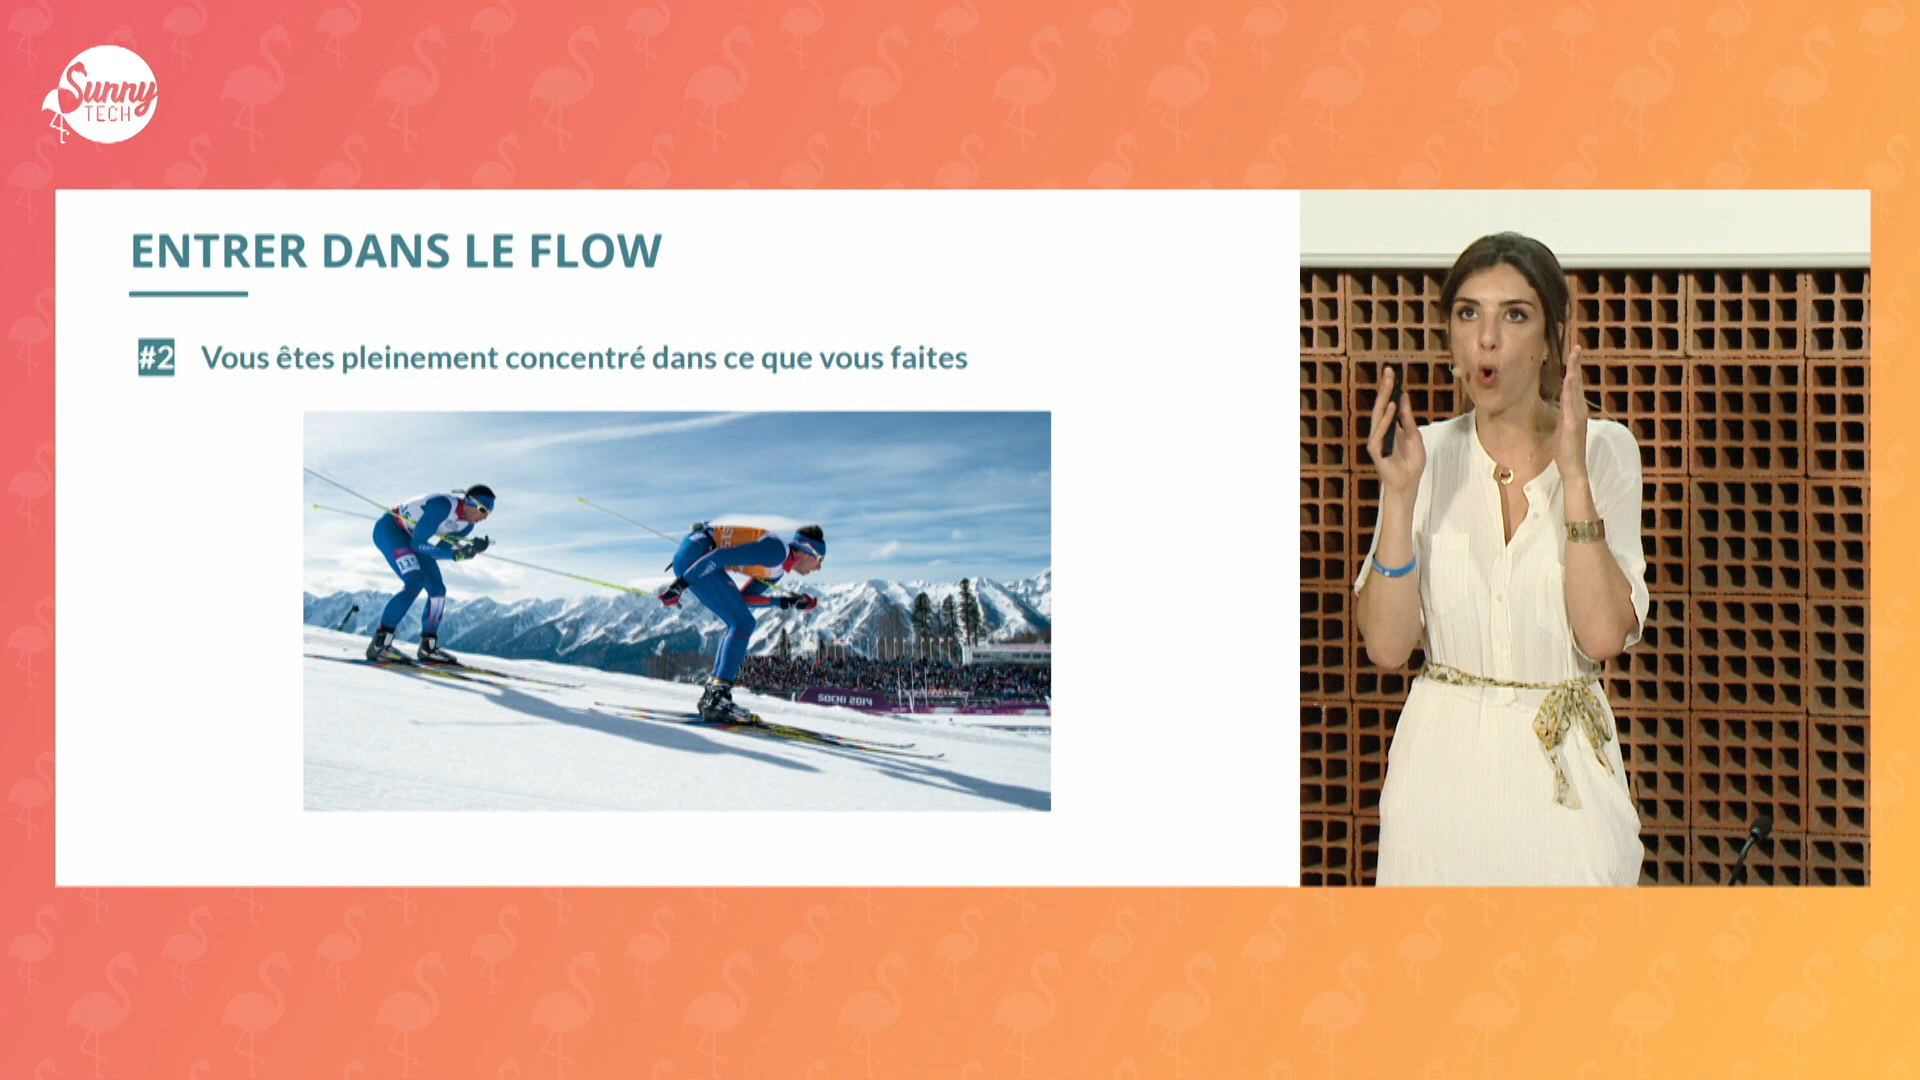 Sunny
TECH
ENTRER DANS LE FLOW
#2 Vous êtes pleinement concentré dans ce que vous faites
SOCHI 2014